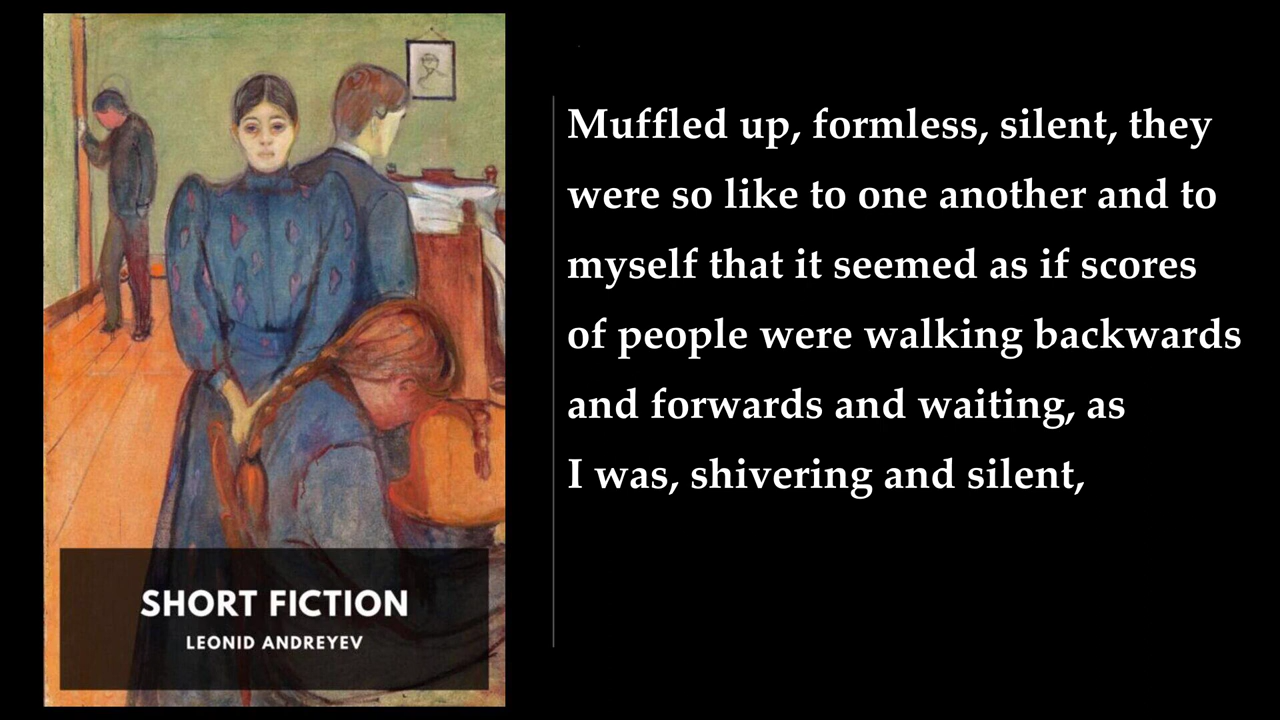 SHORT FICTION
LEONID ANDREYEV
Muffled up, formless, silent, they
were so like to one another and to
myself that it seemed as if scores
of people were walking backwards
and forwards and waiting, as
I was, shivering and silent,